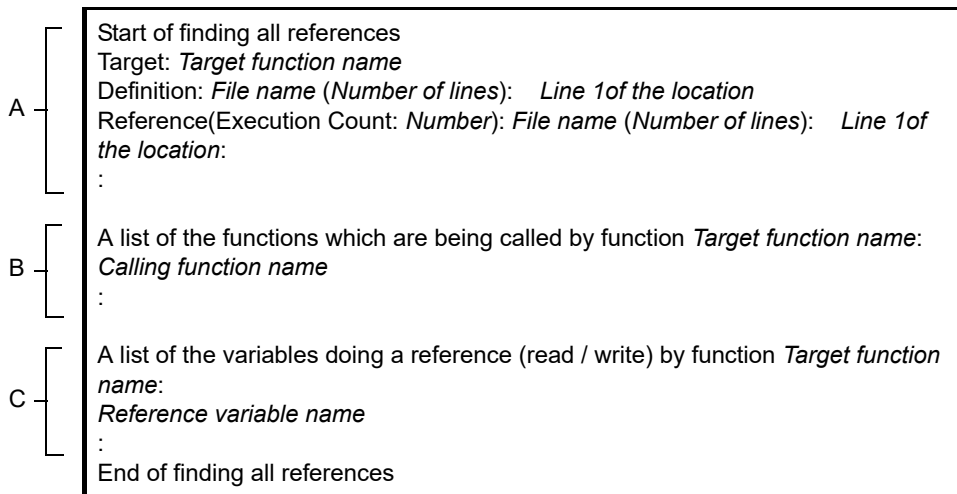 A
Start of finding all references
Target: Target function name
Definition: File name (Number of lines): Line 1of the location
Reference(Execution Count: Number): File name (Number of lines): Line 1of
the location:
:
B
A list of the functions which are being called by function Target function name:
Calling function name
:
C
A list of the variables doing a reference (read / write) by function Target function
name:
Reference variable name
:
End of finding all references